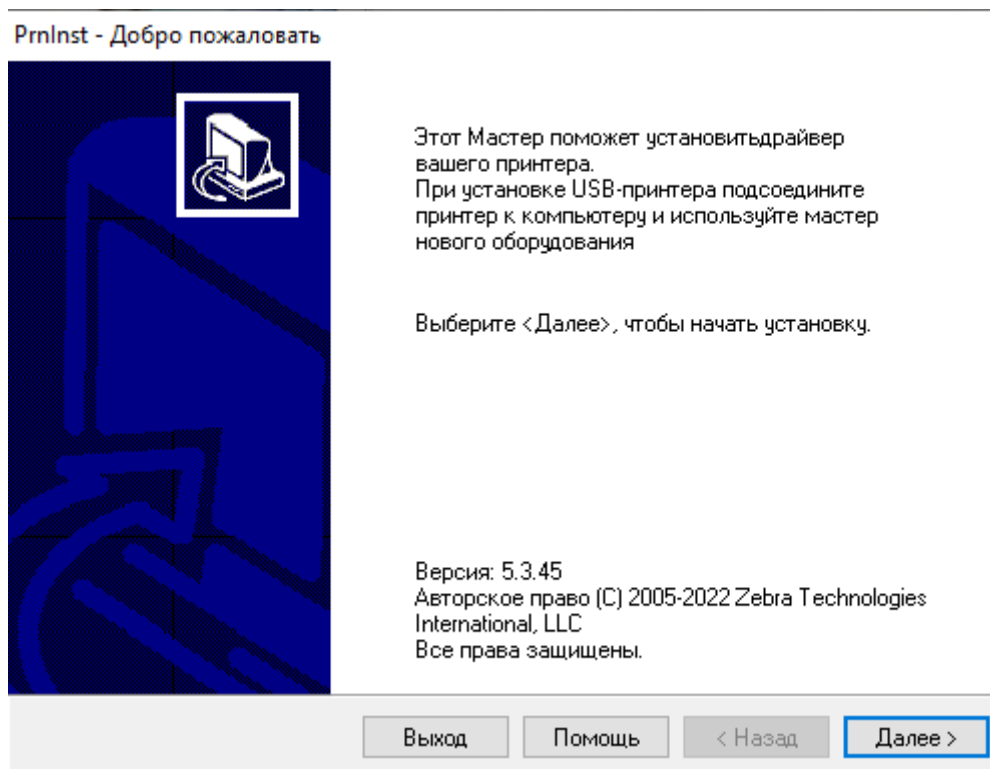 PrnInst - Добро пожаловать
Этот Мастер поможет установитьдрайвер
вашего принтера.
При установке USB-принтера подсоедините
принтер к компьютеру и используйте мастер
нового оборудования
Выберите <Далее>, чтобы начать установку.
Версия: 5.3.45
Авторское право (C) 2005-2022 Zebra Technologies
International, LLC
Все права защищены.
Выход
Помощь
< Назад
Далее >